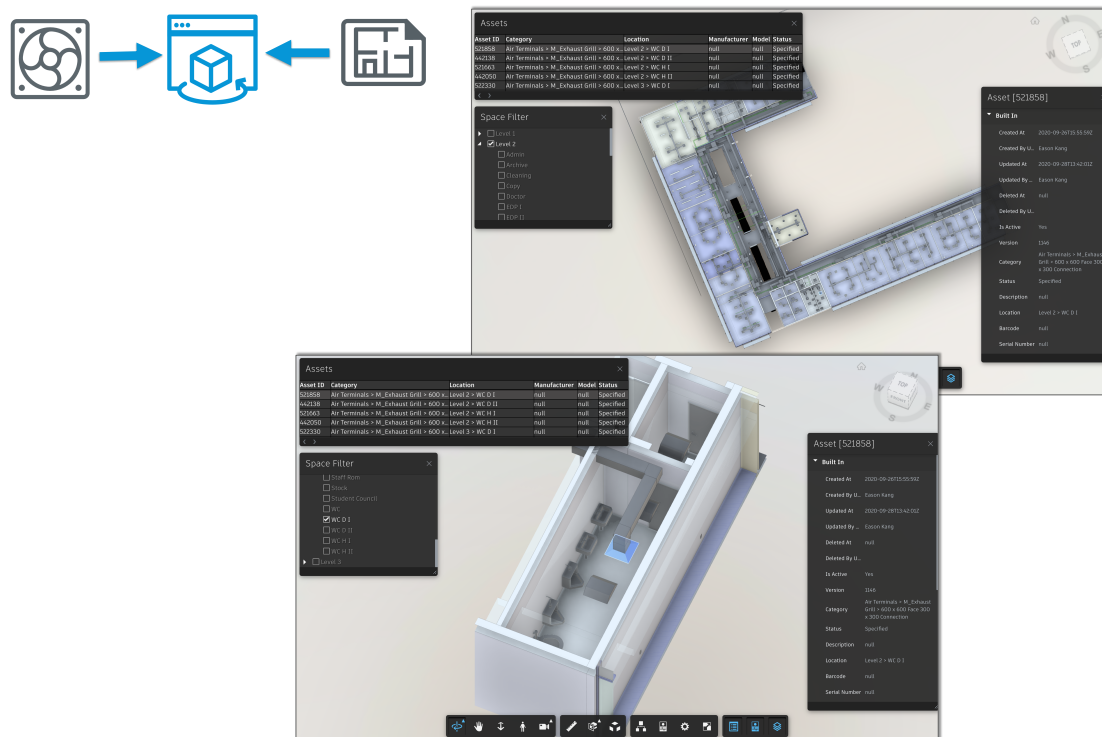 Assets ×
Asset ID Category Location Manufacturer Model Status
521858 Air Terminals > M_Exhaust Grill > 600 x... Level 2 > WC D I null null Specified
442138 Air Terminals > M_Exhaust Grill > 600 x... Level 2 > WC D II null null Specified
521663 Air Terminals > M_Exhaust Grill > 600 x... Level 2 > WC H I null null Specified
442050 Air Terminals > M_Exhaust Grill > 600 x... Level 2 > WC H II null null Specified
522330 Air Terminals > M_Exhaust Grill > 600 x... Level 3 > WC D I null null Specified
Space Filter ×
Level 1
Level 2
Admin
Archive
Cleaning
Copy
Doctor
EDP I
EDP II
N
E
TOP
W
S
Asset [521858]
Built In
Created At 2020-09-26T15:55:59Z
Created By U... Eason Kang
Updated At 2020-09-28T13:42:01Z
Updated By ... Eason Kang
Deleted At null
Deleted By U...
Is Active Yes
Version 1146
Category Air Terminals > M_Exhaust
Grill > 600 x 600 Face 300
x 300 Connection
Status Specified
Description null
Location Level 2 > WC D I
Barcode null
Serial Number null
Assets ×
Asset ID Category Location Manufacturer Model Status
521858 Air Terminals > M_Exhaust Grill > 600 x... Level 2 > WC D I null null Specified
442138 Air Terminals > M_Exhaust Grill > 600 x... Level 2 > WC D II null null Specified
521663 Air Terminals > M_Exhaust Grill > 600 x... Level 2 > WC H I null null Specified
442050 Air Terminals > M_Exhaust Grill > 600 x... Level 2 > WC H II null null Specified
522330 Air Terminals > M_Exhaust Grill > 600 x... Level 3 > WC D I null null Specified
Space Filter ×
Staff Rom
Stock
Student Council
WC
WC D I
WC D II
WC H I
WC H II
Level 3
N
W
TOP
E
S
Asset [521858] ×
Built In
Created At 2020-09-26T15:55:59Z
Created By U... Eason Kang
Updated At 2020-09-28T13:42:01Z
Updated By ... Eason Kang
Deleted At null
Deleted By U...
Is Active Yes
Version 1146
Category Air Terminals > M_Exhaust
Grill > 600 x 600 Face 300
x 300 Connection
Status Specified
Description null
Location Level 2 > WC D I
Barcode null
Serial Number null